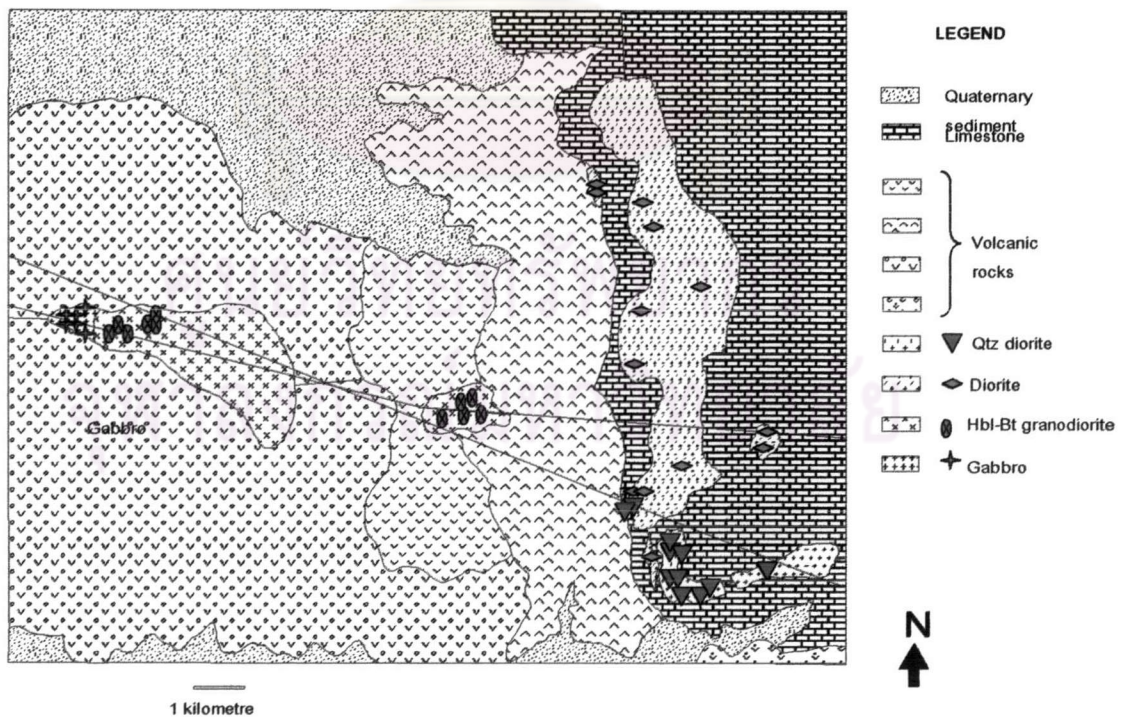 LEGEND
Quaternary
sediment
Limestone
Volcanic
rocks
Qtz diorite
Diorite
Hbl-Bt granodiorite
Gabbro
Gabbro
N
1 kilometre